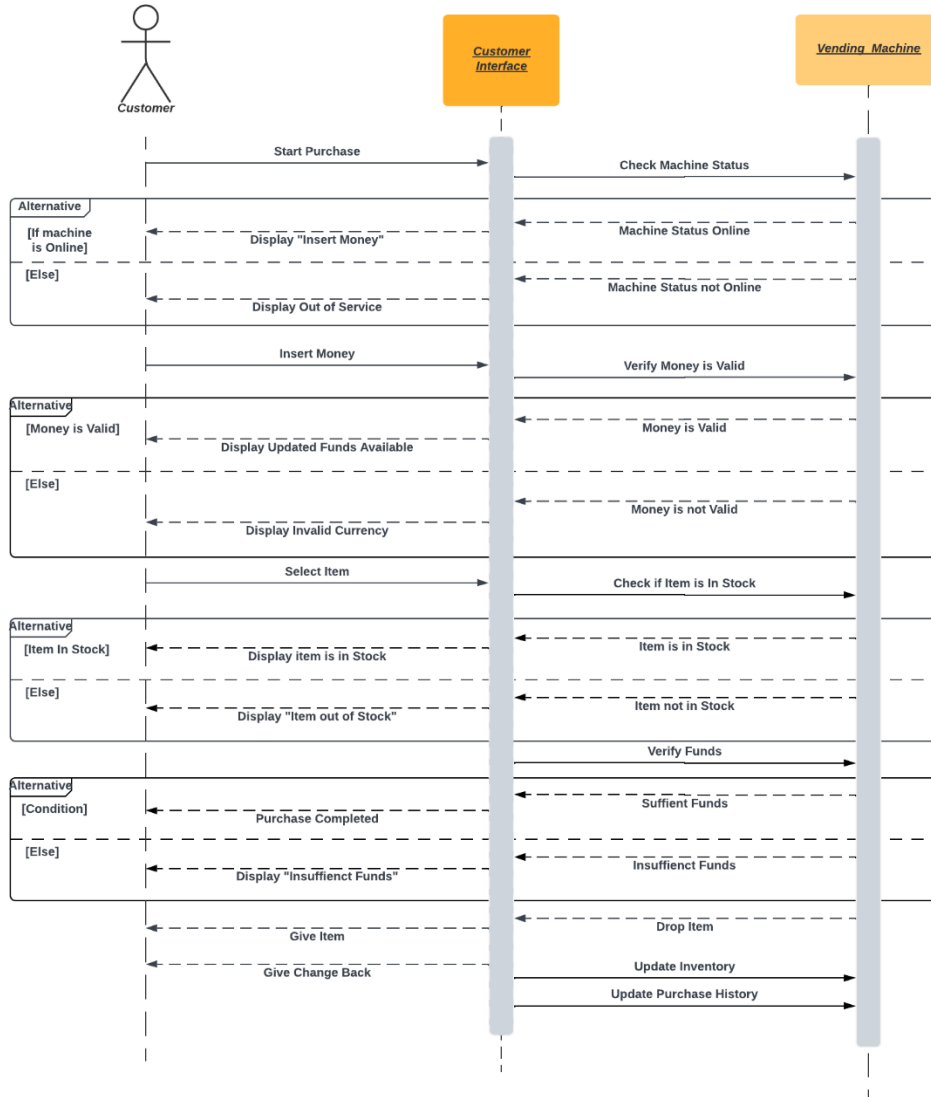 Customer
Interface
Vending Machine
Customer
Start Purchase
Check Machine Status
Alternative
[If machine
is Online]
Machine Status Online
Display "Insert Money"
[Else]
Machine Status not Online
Display Out of Service
Insert Money
Verify Money is Valid
Alternative
[Money is Valid]
Money is Valid
Display Updated Funds Available
[Else]
Money is not Valid
Display Invalid Currency
Select Item
Check if Item is In Stock
Alternative
[Item In Stock]
Item is in Stock
Display item is in Stock
[Else]
Item not in Stock
Display "Item out of Stock"
Verify Funds
Alternative
[Condition]
Suffient Funds
Purchase Completed
[Else]
Insuffienct Funds
Display "Insuffienct Funds"
Drop Item
Give Item
Give Change Back
Update Inventory
Update Purchase History